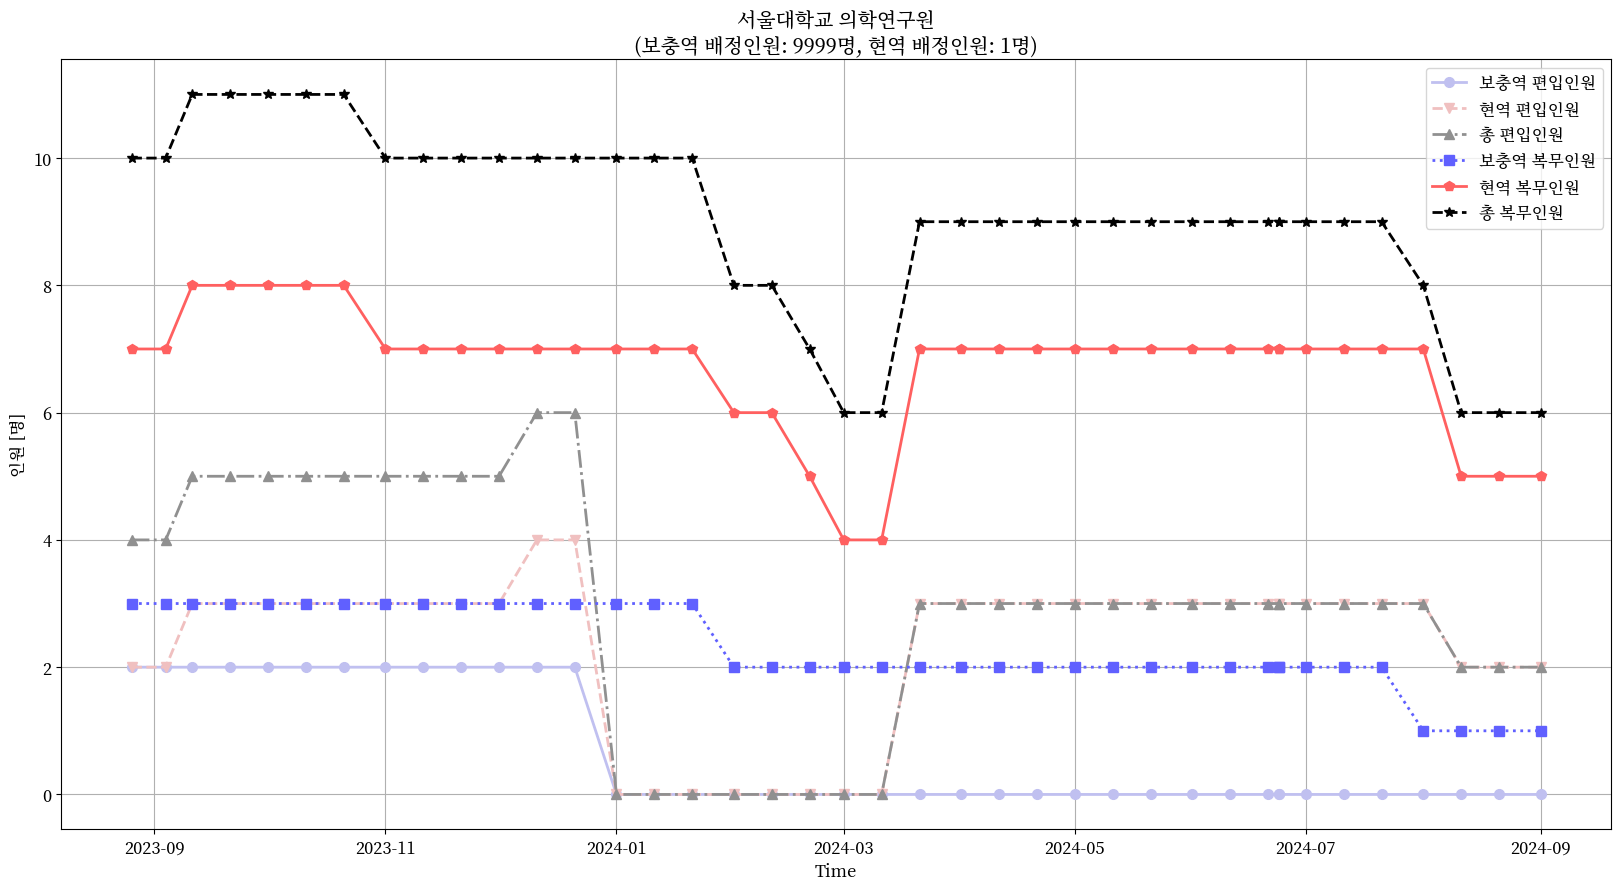 서울대학교 의학연구원
(보충역 배정인원: 9999명, 현역 배정인원: 1명)
보충역 편입인원
현역 편입인원
총 편입인원
보충역 복무인원
현역 복무인원
총 복무인원
인원 [명]
10
8
6
4
2
0
2023-09
2023-11
2024-01
2024-03
2024-05
2024-07
2024-09
Time